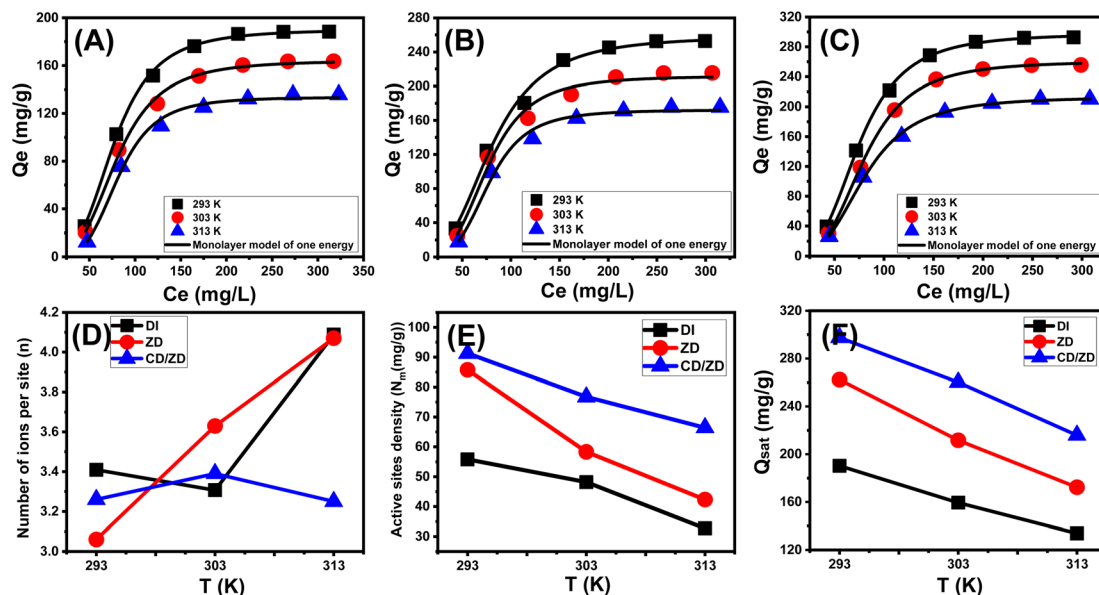 (A)
Qe (mg/g)
200
160
120
80
40
0
293 K
303 K
313 K
Monolayer model of one energy
50 100 150 200 250 300 350
Ce (mg/L)
(B)
Qe (mg/g)
280
240
200
160
120
80
40
0
293 K
303 K
313 K
Monolayer model of one energy
50 100 150 200 250 300
Ce (mg/L)
(C)
Qe (mg/g)
320
280
240
200
160
120
80
40
0
293 K
303 K
313 K
Monolayer model of one energy
50 100 150 200 250 300
Ce (mg/L)
(D)
Number of ions per site (n)
4.2
4.0
3.8
3.6
3.4
3.2
3.0
DI
ZD
CD/ZD
293 303 313
T (K)
(E)
Active sites density (Nm(mg/g))
100
90
80
70
60
50
40
30
DI
ZD
CD/ZD
293 303 313
T (K)
(F)
Qsat (mg/g)
320
280
240
200
160
120
DI
ZD
CD/ZD
293 303 313
T (K)